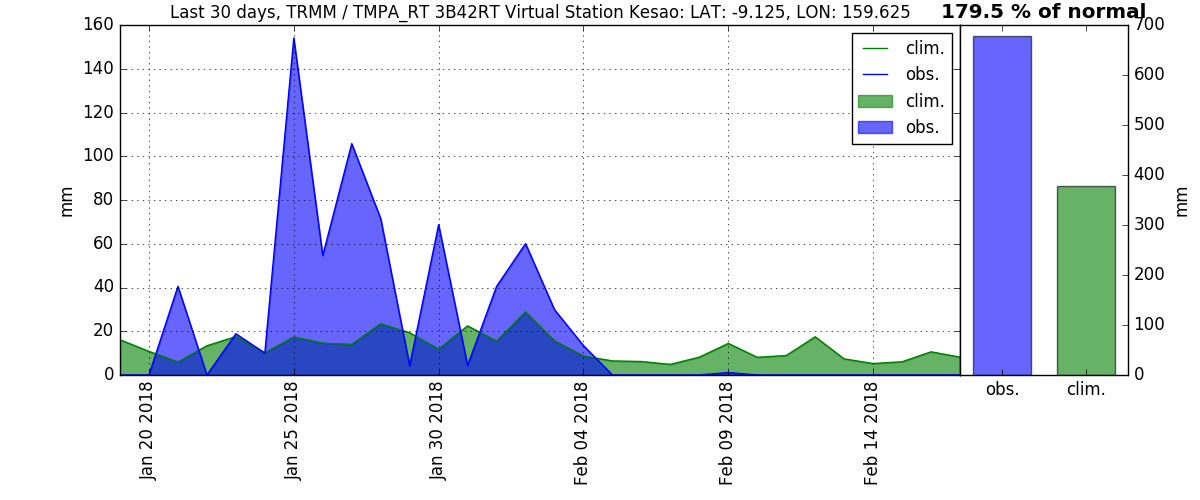 Last 30 days, TRMM / TMPA_RT 3B42RT Virtual Station Kesao: LAT: -9.125, LON: 159.625
179.5 % of normal
160
140
120
100
80
60
40
20
0
mm
clim.
obs.
clim.
obs.
Jan 20 2018
Jan 25 2018
Jan 30 2018
Feb 04 2018
Feb 09 2018
Feb 14 2018
700
600
500
400
300
200
100
0
mm
obs.
clim.